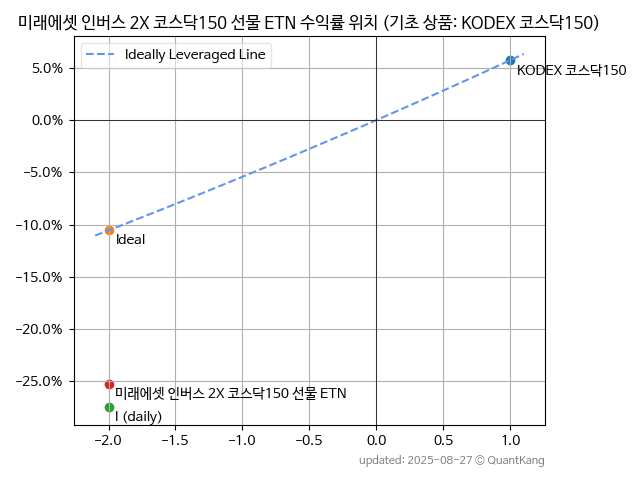 미래에셋 인버스 2X 코스닥150 선물 ETN 수익률 위치 (기초 상품: KODEX 코스닥150)
Ideally Leveraged Line
5.0%
KODEX 코스닥150
0.0%
−5.0%
−10.0%
Ideal
−15.0%
−20.0%
−25.0%
미래에셋 인버스 2X 코스닥150 선물 ETN
I (daily)
−2.0 −1.5 −1.0 −0.5 0.0 0.5 1.0
updated: 2025-08-27 © QuantKang